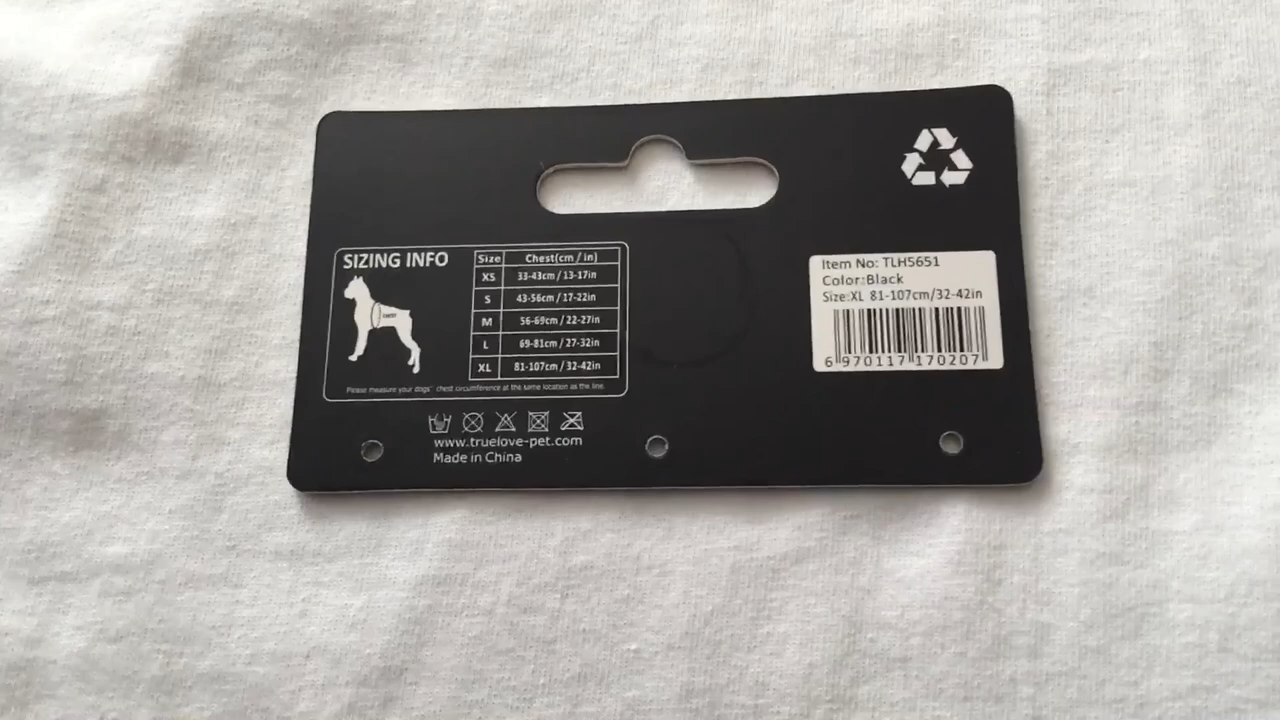 SIZING INFO
CHEST
Size Chest(cm / in)
XS 33-43cm / 13-17in
S 43-56cm / 17-22in
M 56-69cm / 22-27in
L 69-81cm / 27-32in
XL 81-107cm / 32-42in
Please measure your dogs'' chest circumference at the same location as the line.
www.truelove-pet.com
Made in China
Item No: TLH5651
Color:Black
Size:XL 81-107cm/32-42in
6 970117 170207